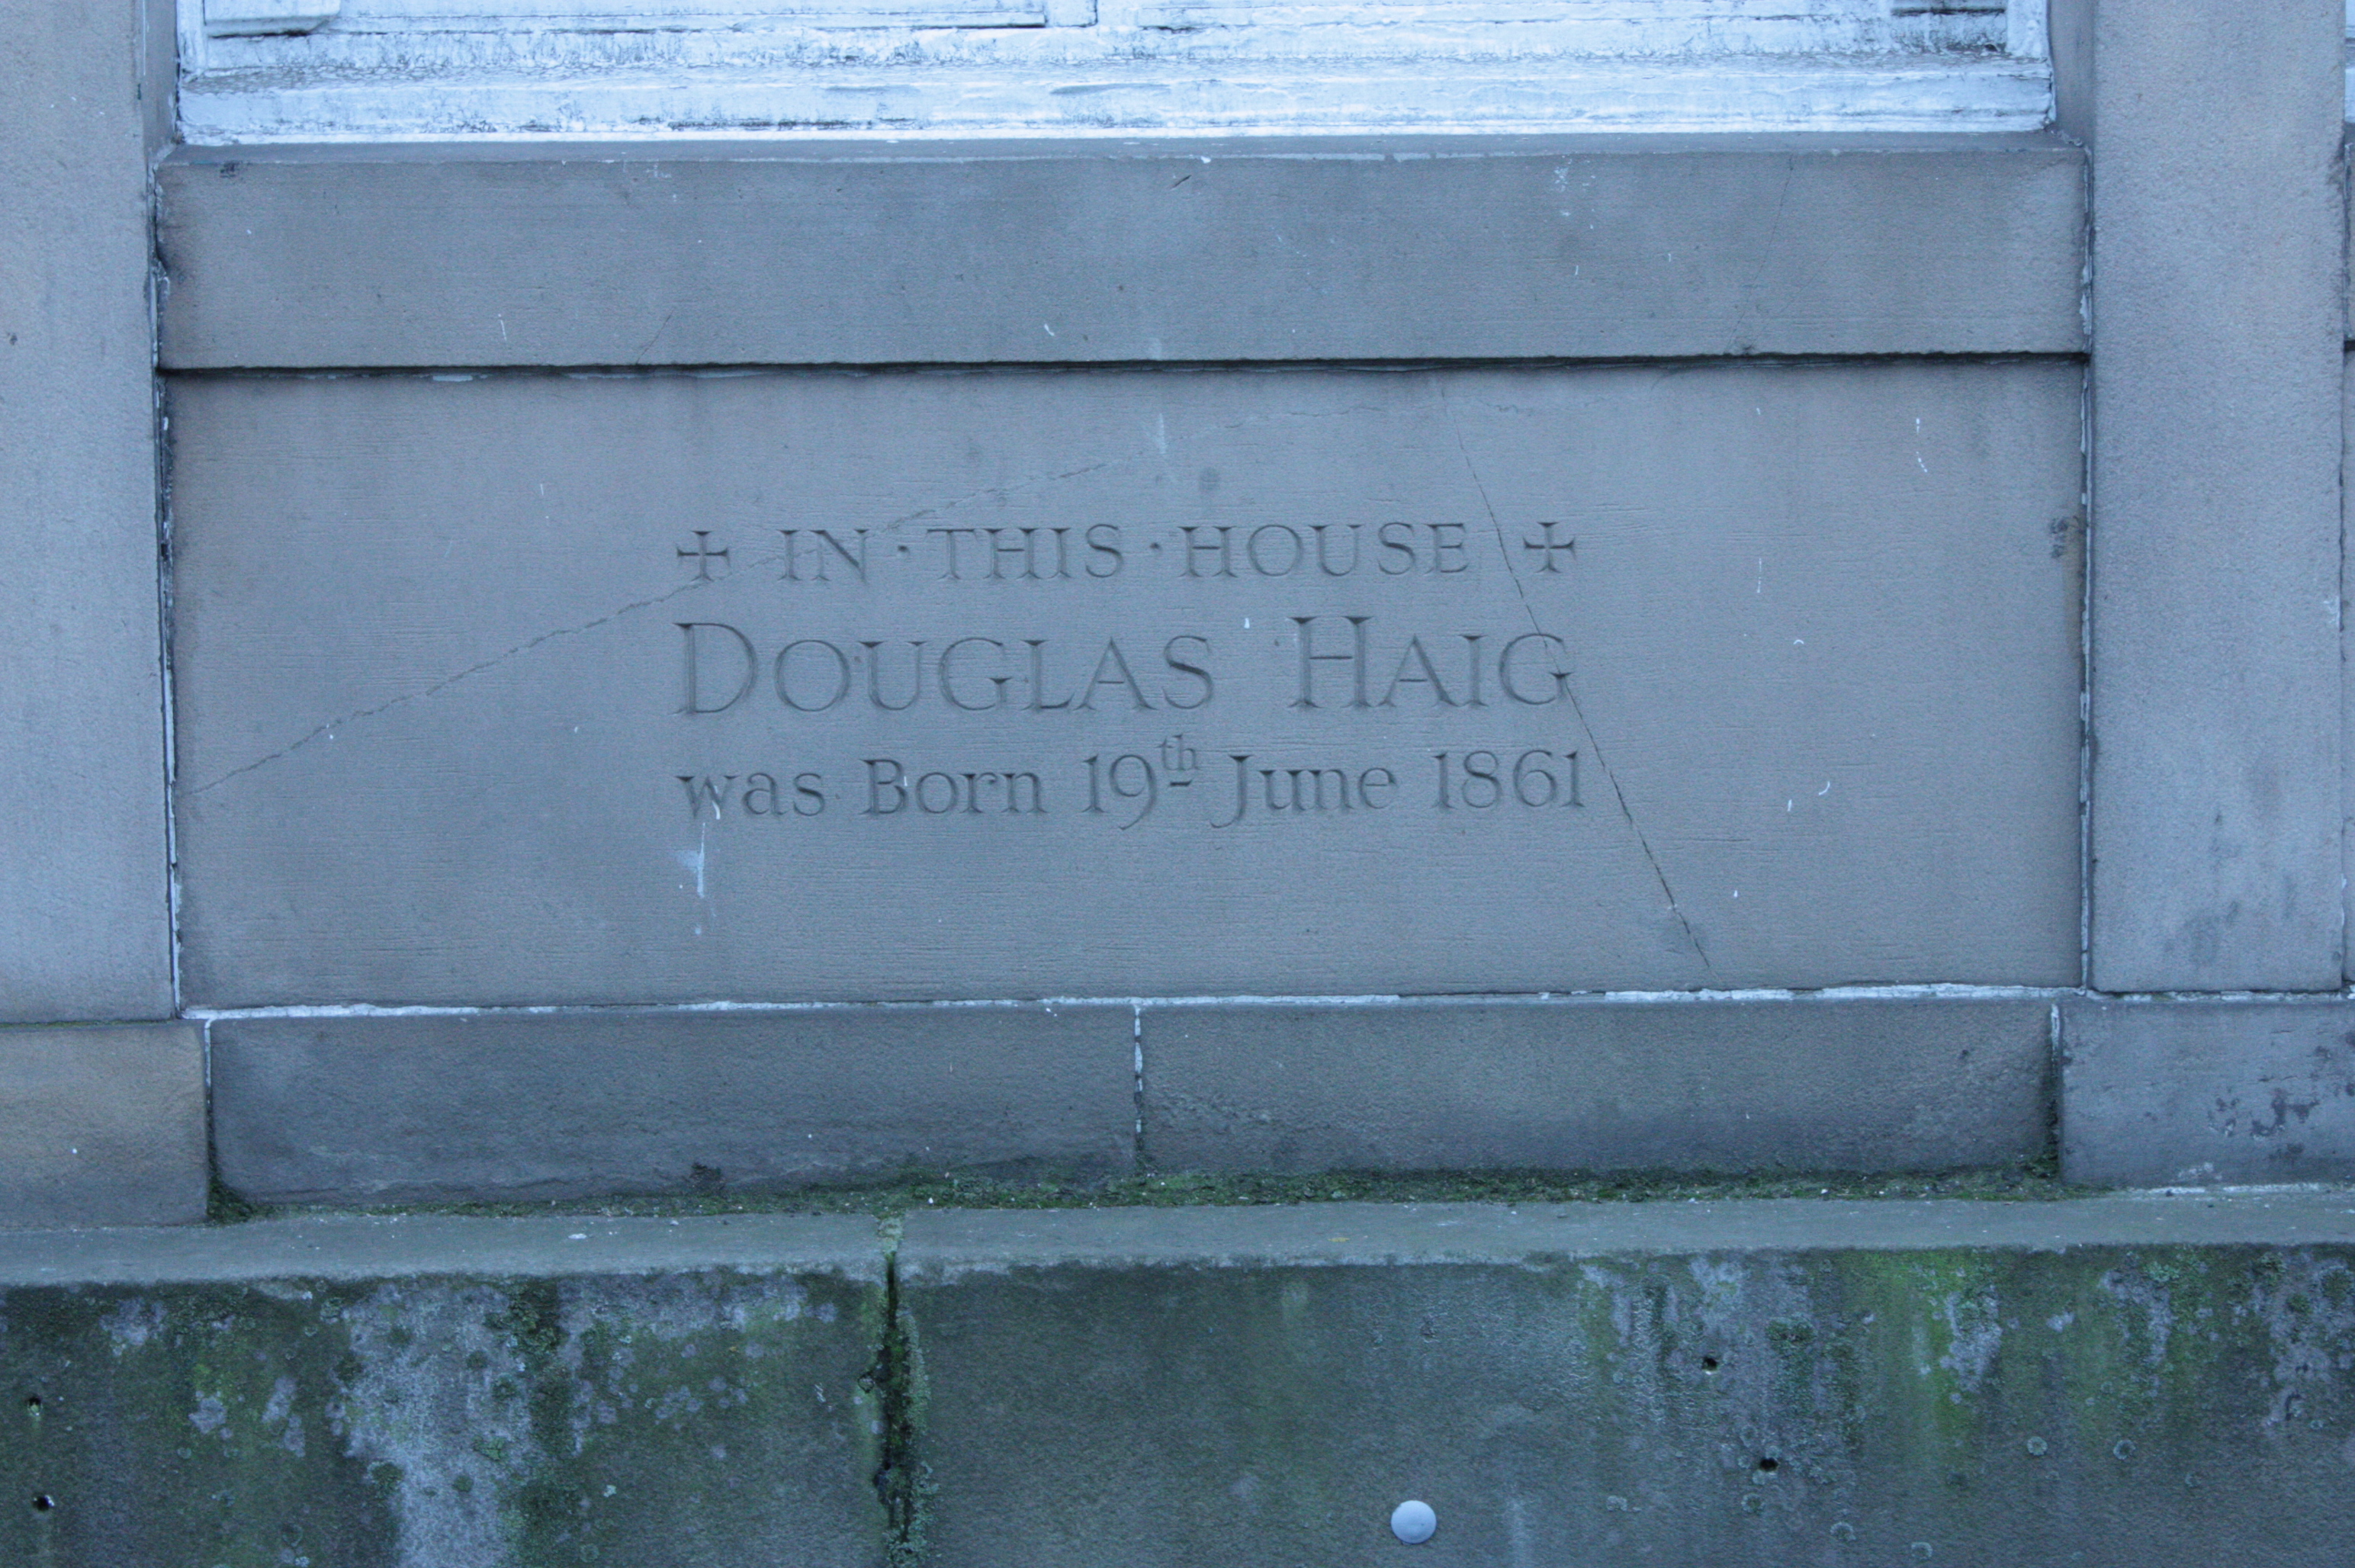 ✠ IN · THIS · HOUSE ✠
DOUGLAS HAIG
was Born 19th June 1861